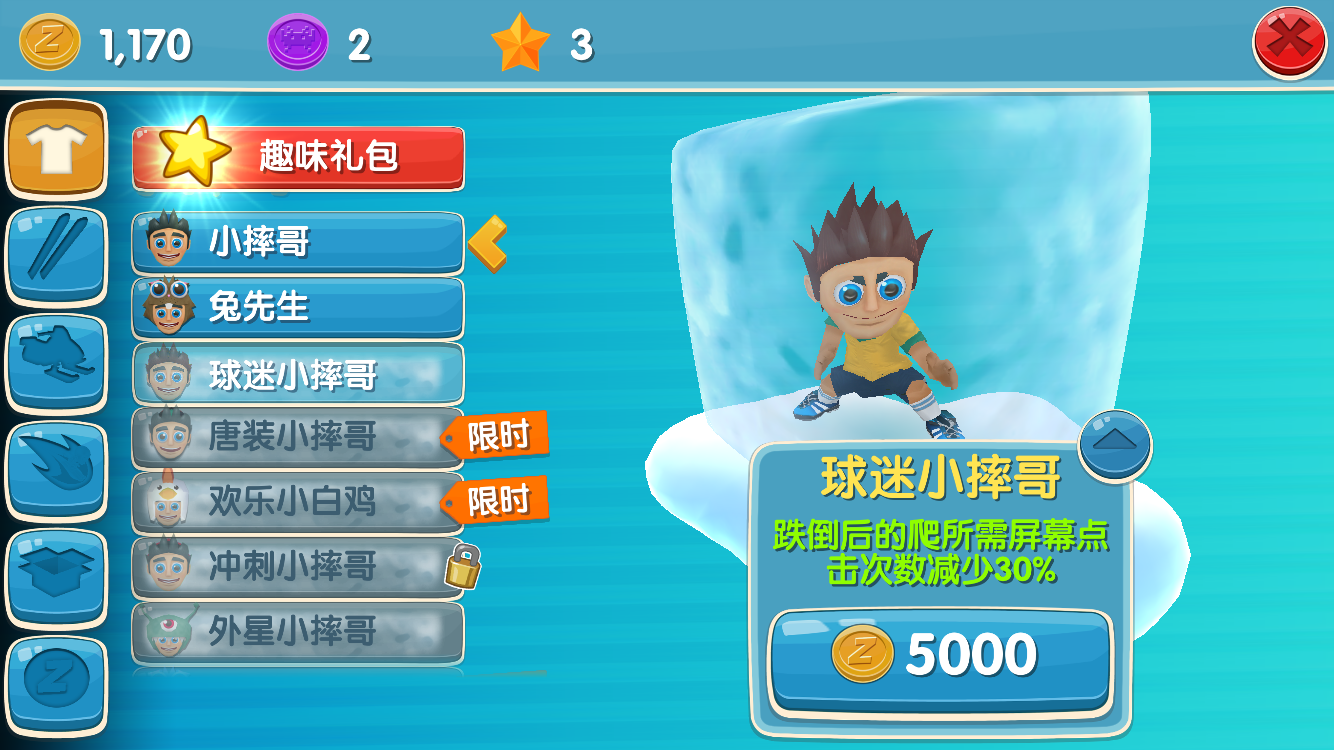 1,170
2
3
趣味礼包
小摔哥
兔先生
球迷小摔哥
唐装小摔哥
限时
欢乐小白鸡
限时
冲刺小摔哥
外星小摔哥
球迷小摔哥
跌倒后的爬所需屏幕点
击次数减少30%
5000